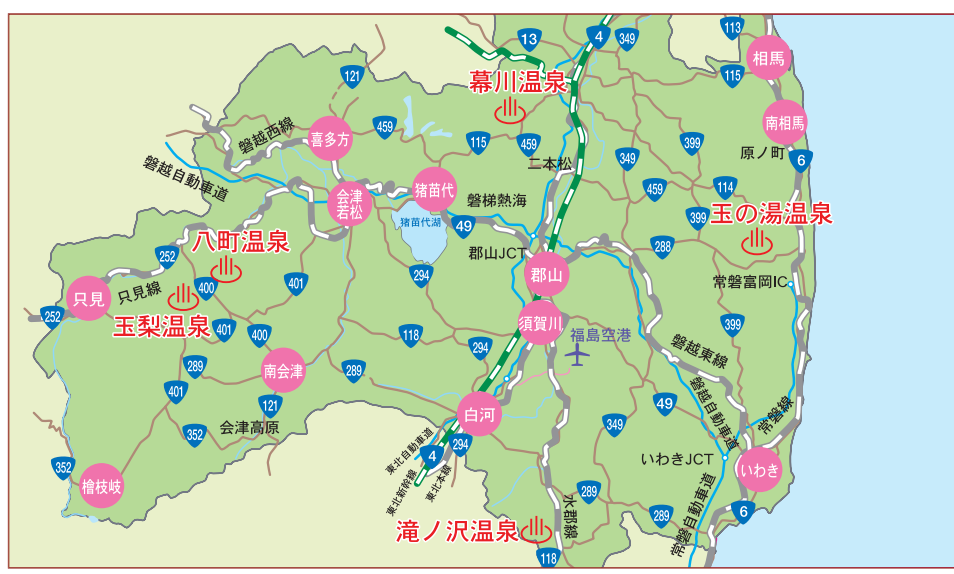 13
4
349
113
相馬
115
121
幕川温泉
南相馬
原ノ町
6
喜多方
459
115
459
399
349
磐越西線
磐越自動車道
二本松
会津
若松
猪苗代
459
114
磐梯熱海
猪苗代湖
49
399
玉の湯温泉
八町温泉
252
郡山JCT
288
294
郡山
400
401
只見
只見線
常磐富岡IC
252
玉梨温泉
401
400
118
294
須賀川
福島空港
399
磐越東線
289
南会津
289
401
121
白河
49
磐越自動車道
常磐線
349
352
会津高原
東北自動車道
4
294
東北新幹線
東北本線
いわきJCT
いわき
352
檜枝岐
289
水郡線
289
常磐自動車道
6
滝ノ沢温泉
118